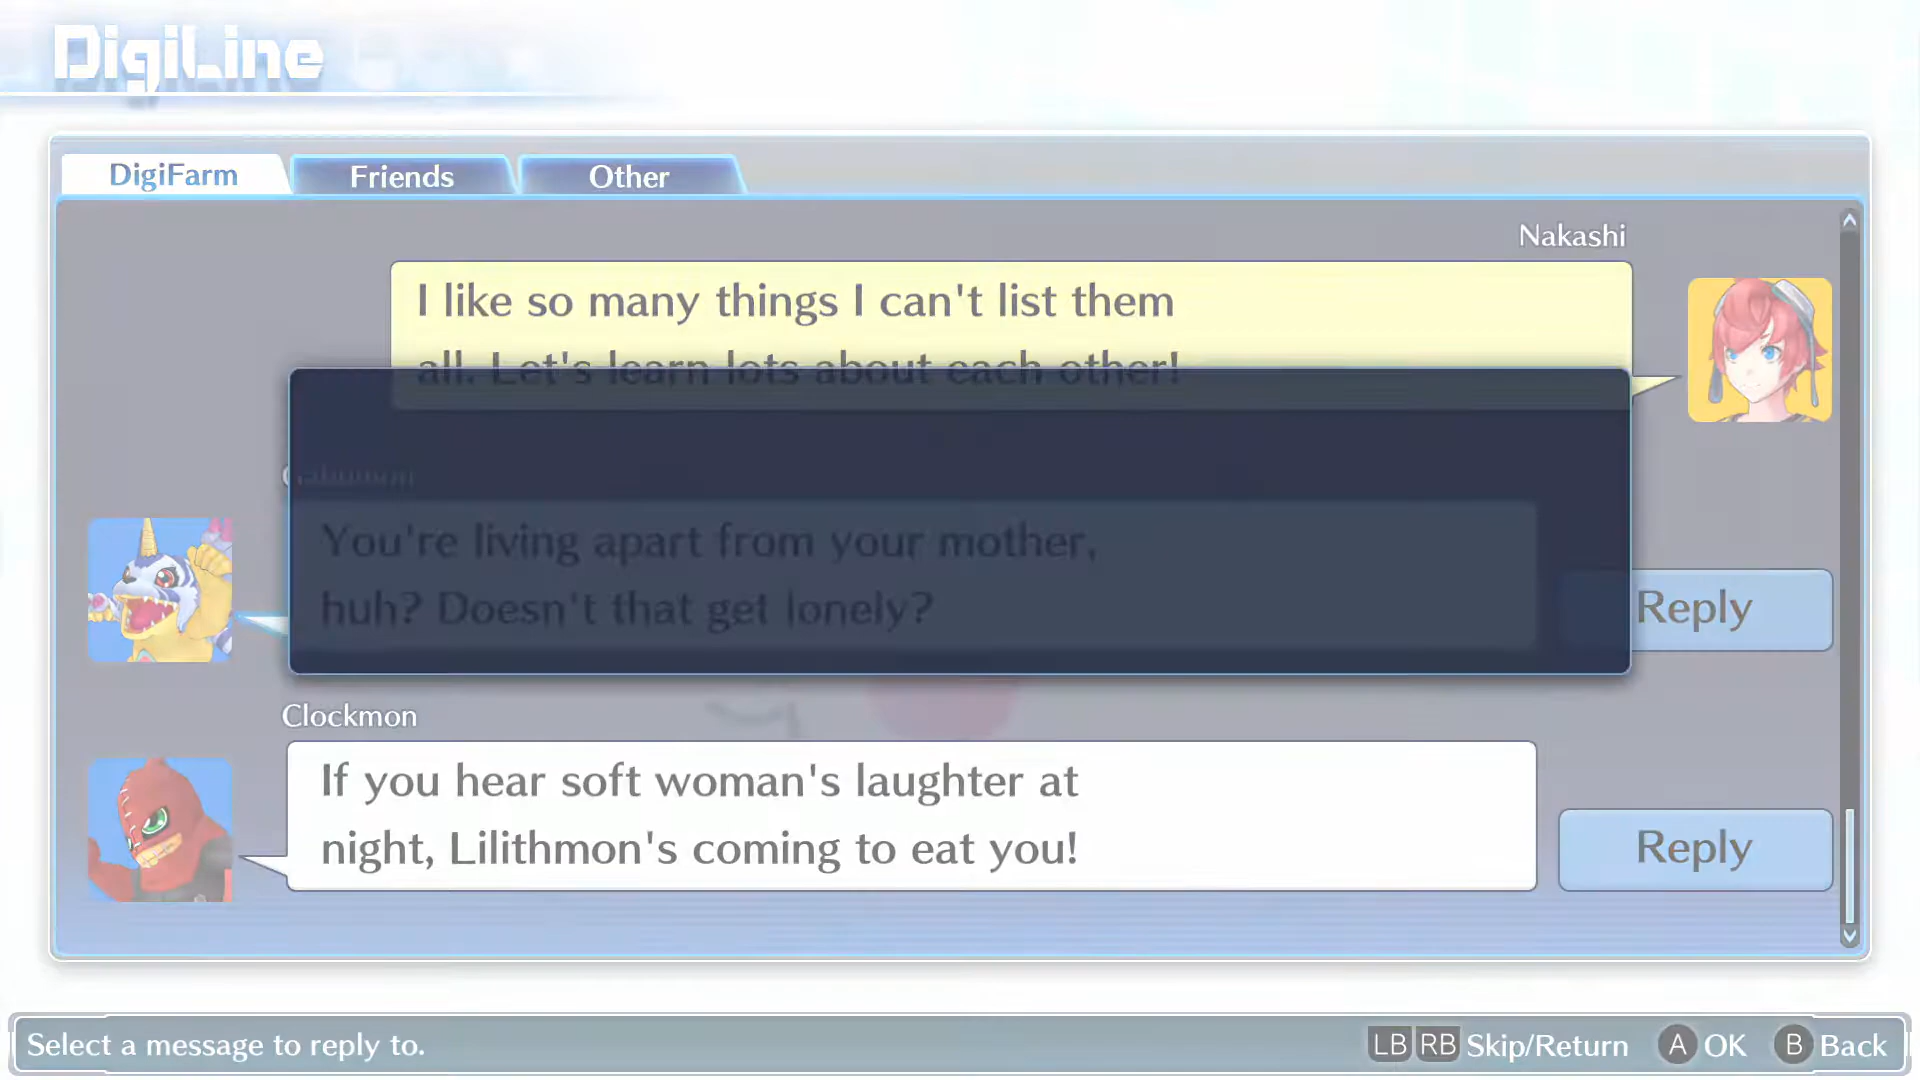 DigiLine
DigiFarm
Friends
Other
Nakashi
I like so many things I can't list them
all. Let's learn lots about each other!
Gabumon
You're living apart from your mother,
huh? Doesn't that get lonely?
Reply
Clockmon
If you hear soft woman's laughter at
night, Lilithmon's coming to eat you!
Reply
Select a message to reply to.
LB RB Skip/Return A OK B Back